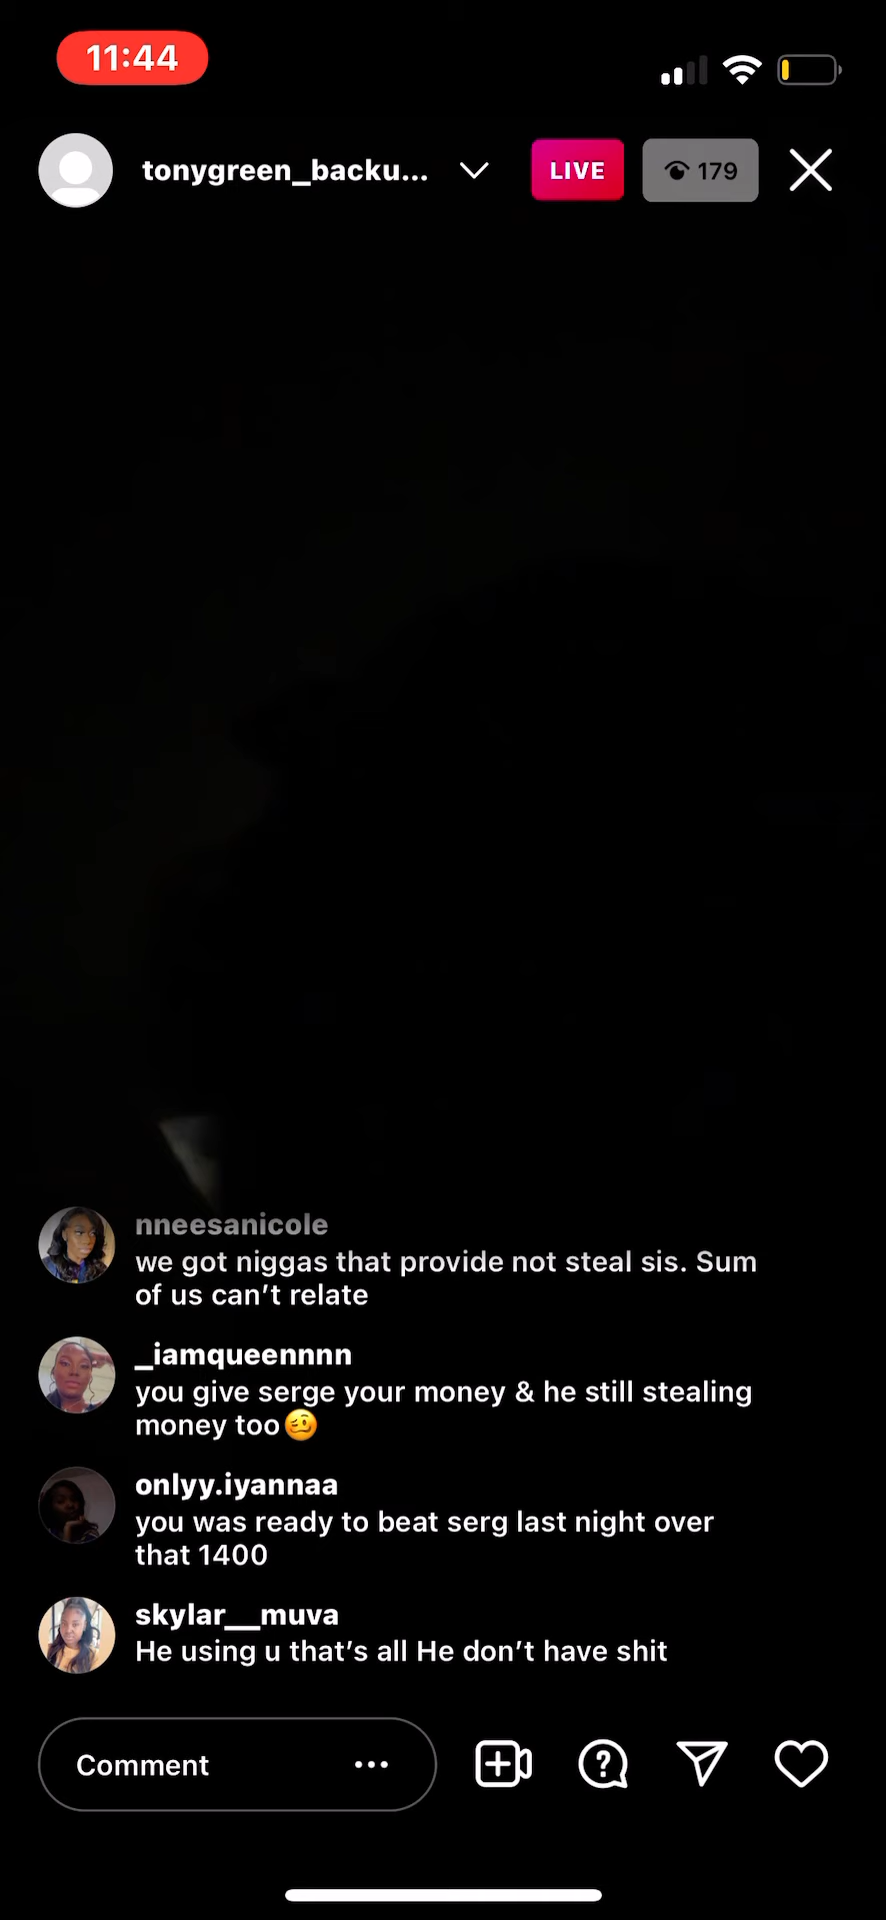 11:44
tonygreen_backu...
LIVE
179
nneesanicole
we got niggas that provide not steal sis. Sum
of us can’t relate
_iamqueennnn
you give serge your money & he still stealing
money too🥴
onlyy.iyannaa
you was ready to beat serg last night over
that 1400
skylar__muva
He using u that’s all He don’t have shit
Comment